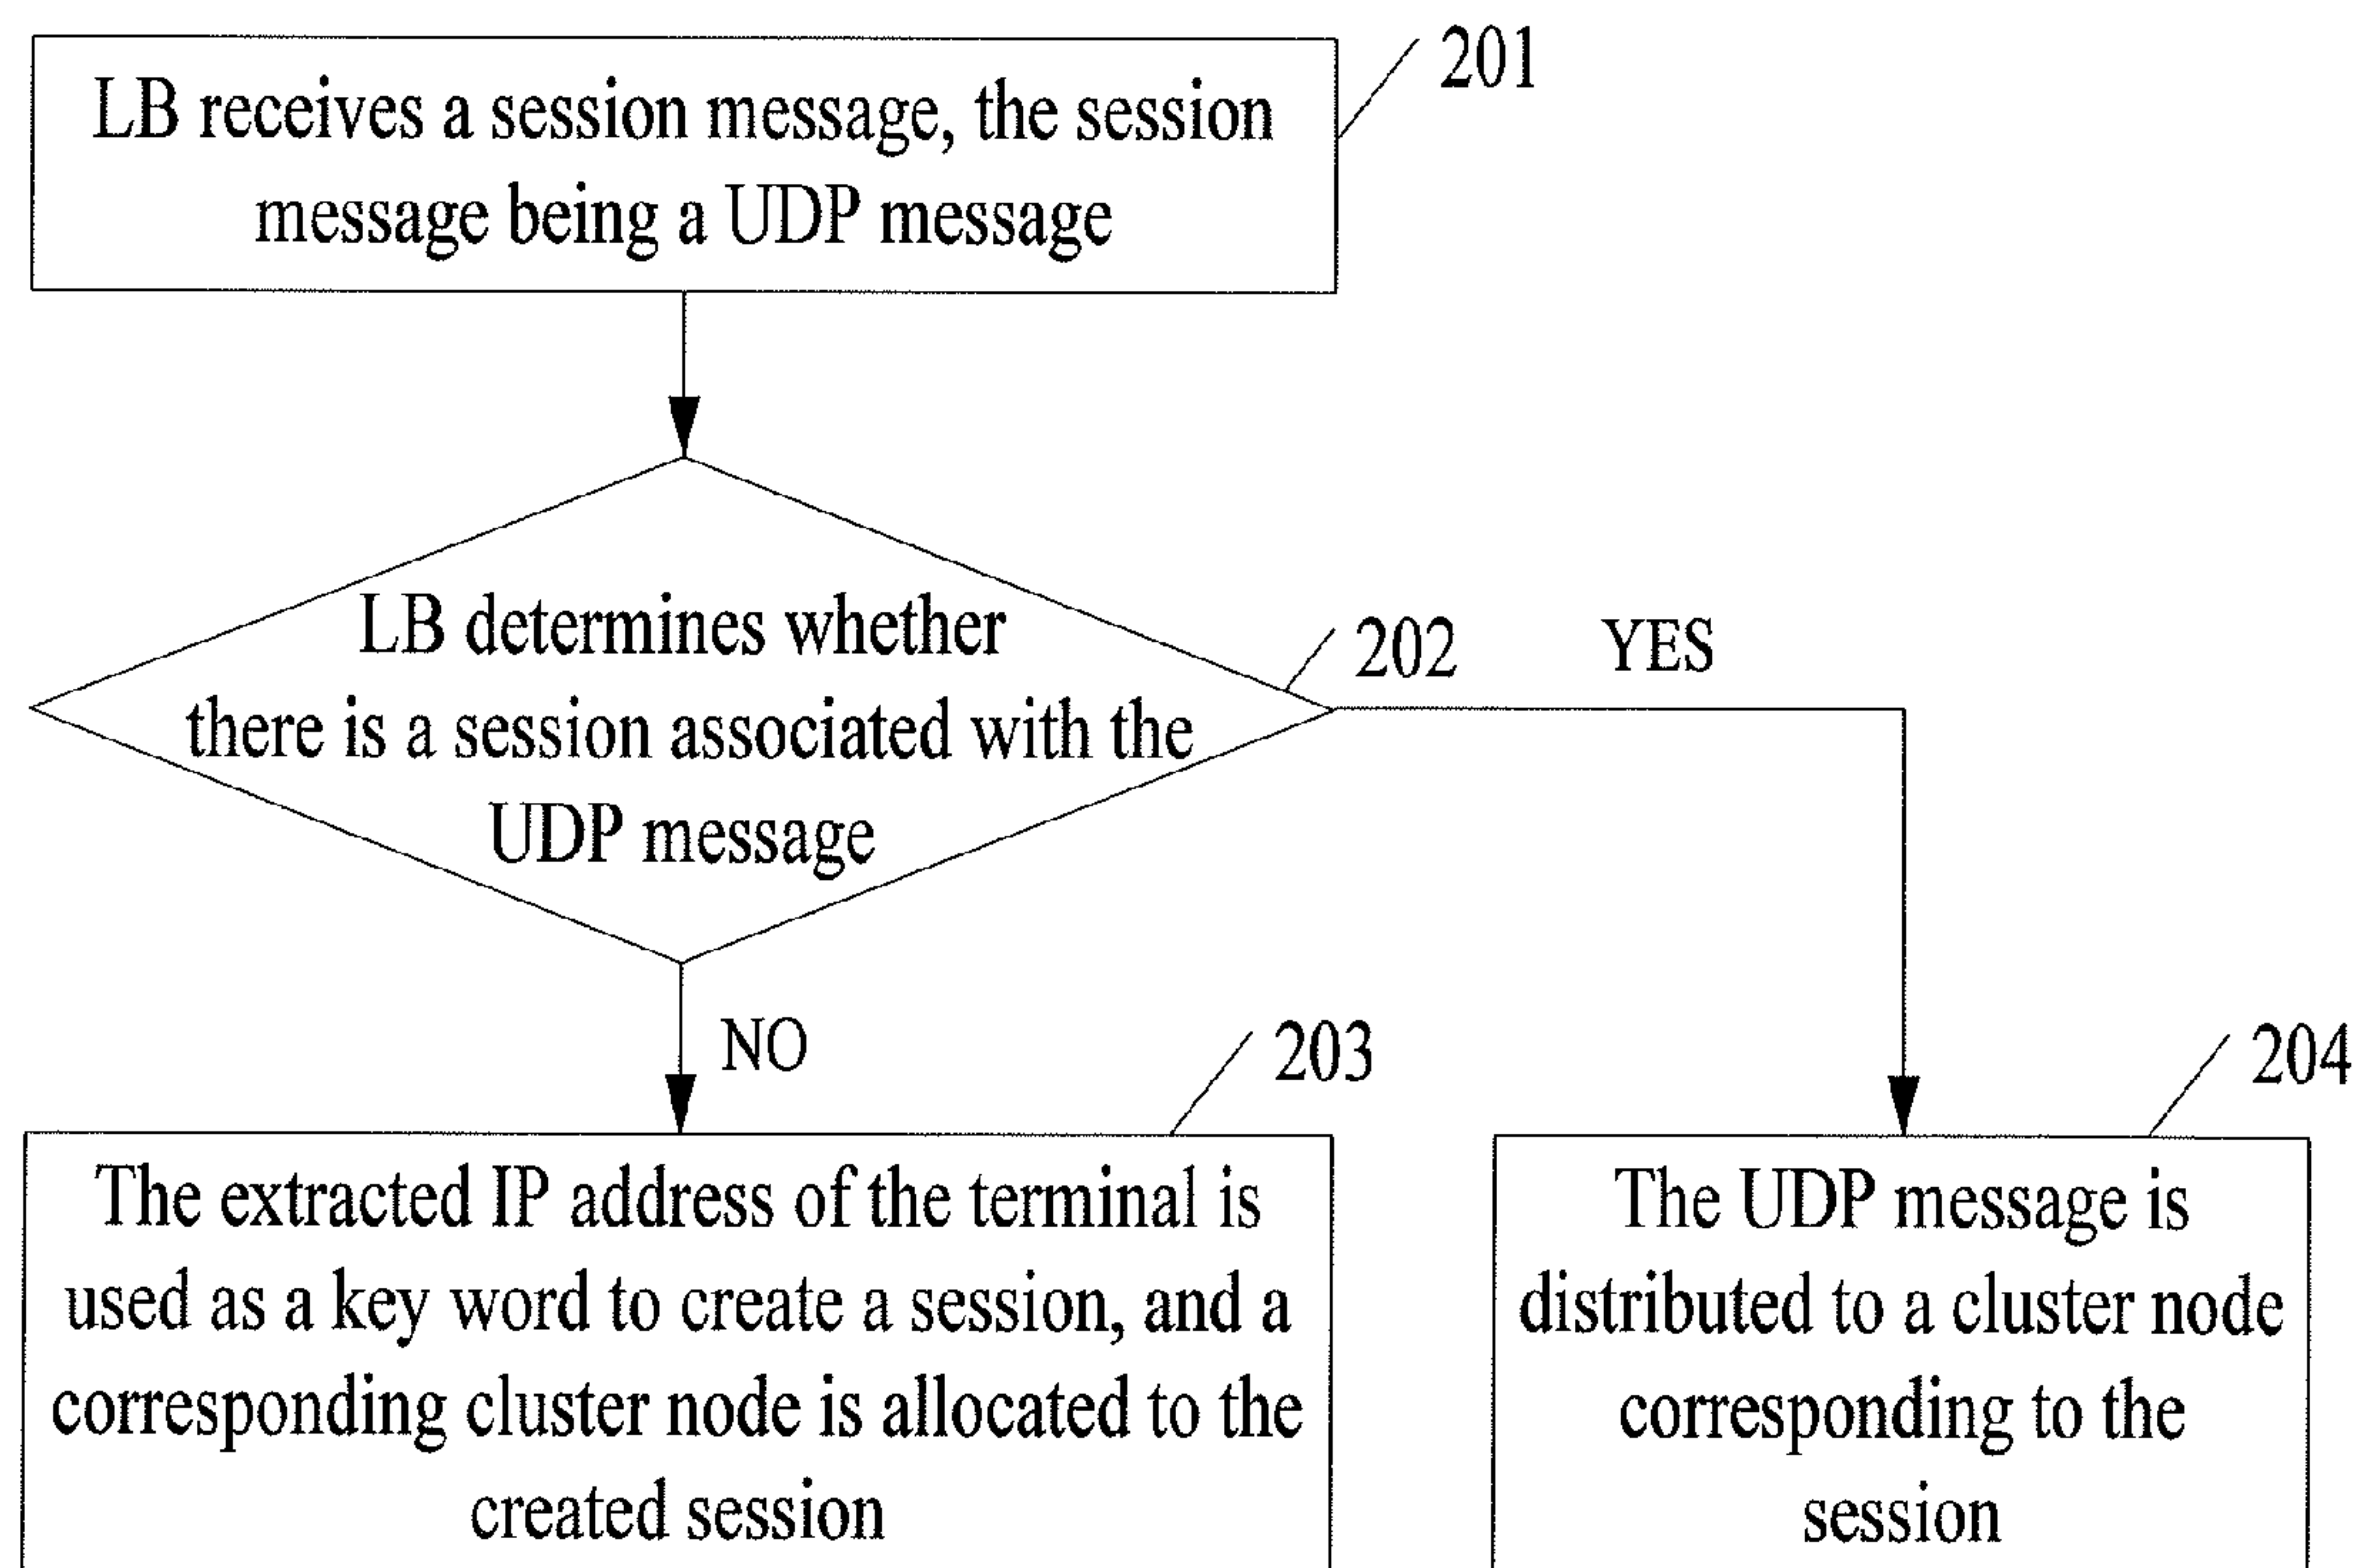 LB receives a session message, the session
message being a UDP message
201
LB determines whether
there is a session associated with the
UDP message
202
YES
NO
203
The extracted IP address of the terminal is
used as a key word to create a session, and a
corresponding cluster node is allocated to the
created session
204
The UDP message is
distributed to a cluster node
corresponding to the
session